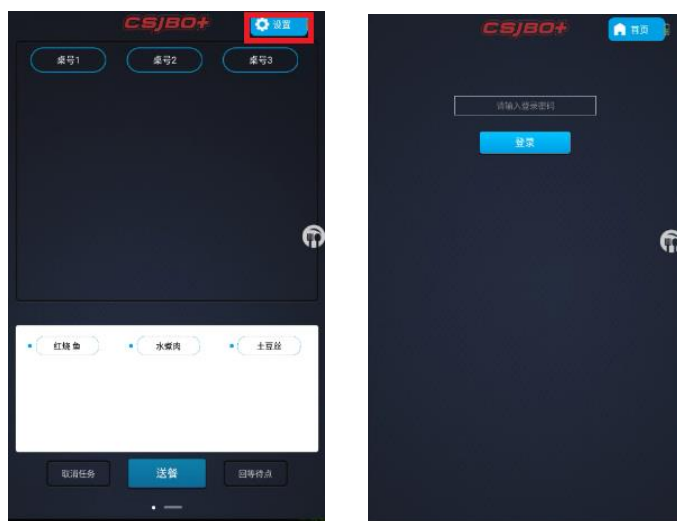 CSJBO+
设置
桌号1 桌号2 桌号3
红烧鱼 水煮肉 土豆丝
取消任务 送餐 回等待点
CSJBO+
首页
请输入登录密码
登录